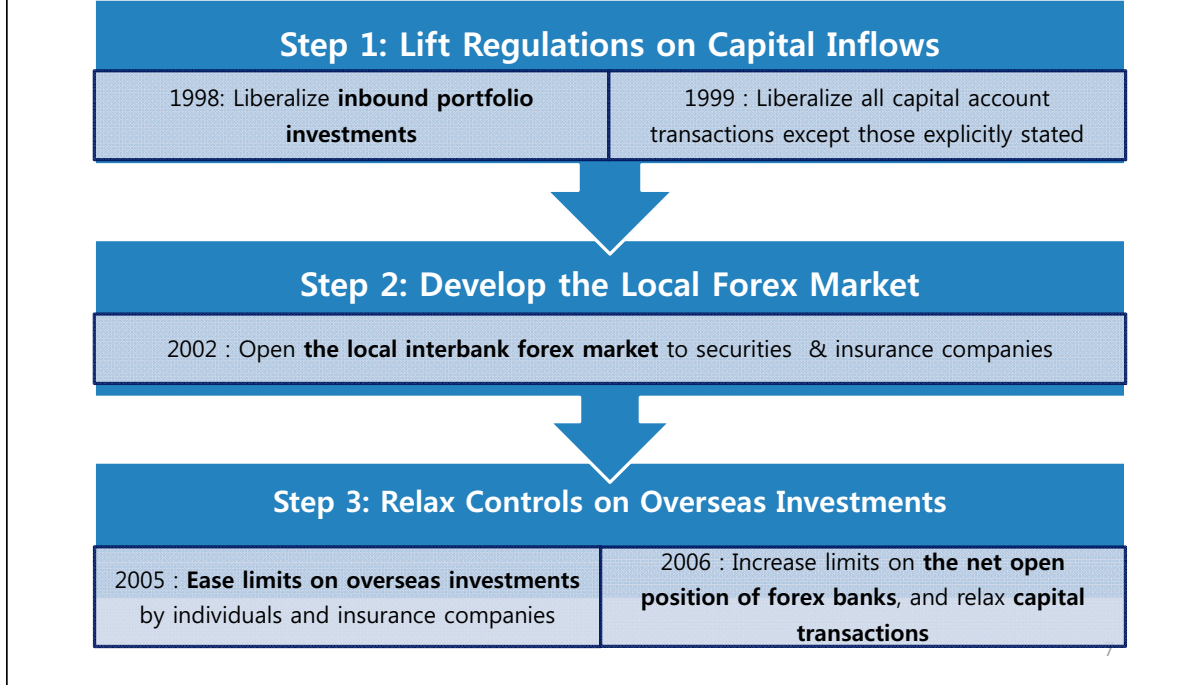 Step 1: Lift Regulations on Capital Inflows
1998: Liberalize inbound portfolio
investments
1999 : Liberalize all capital account
transactions except those explicitly stated
Step 2: Develop the Local Forex Market
2002 : Open the local interbank forex market to securities & insurance companies
Step 3: Relax Controls on Overseas Investments
2005 : Ease limits on overseas investments
by individuals and insurance companies
2006 : Increase limits on the net open
position of forex banks, and relax capital
transactions
7